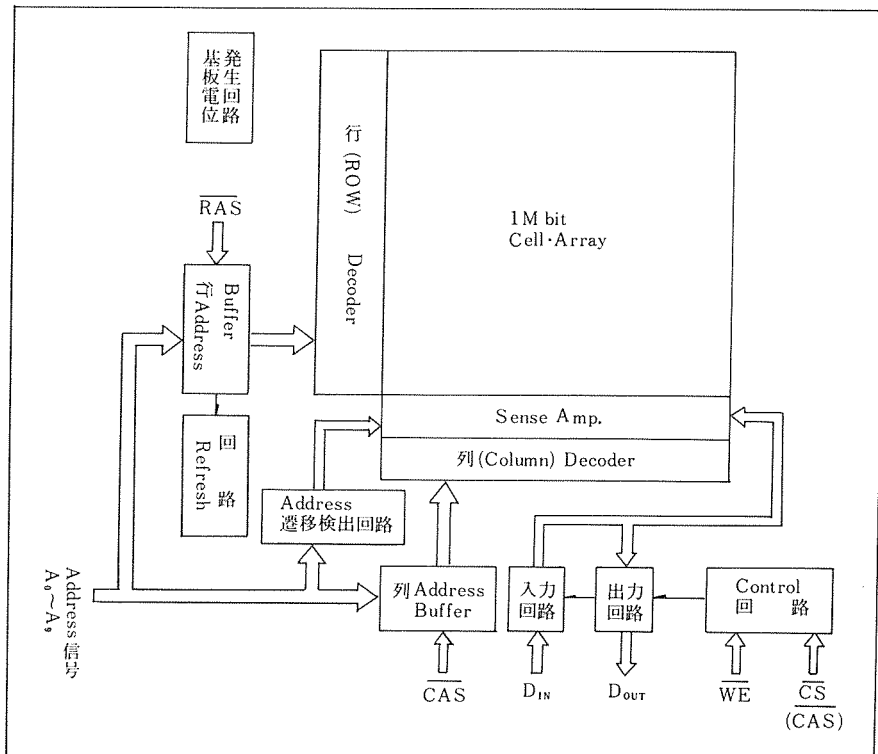 基板電位
発生回路
行(ROW) Decoder
1M bit
Cell·Array
RAS
行Address
Buffer
Refresh
回路
Sense Amp.
列(Column) Decoder
Address
遷移検出回路
Address信号
A₀~A₉
列Address
Buffer
入力
回路
出力
回路
Control
回路
CAS
D_IN
D_OUT
WE
CS
(CAS)